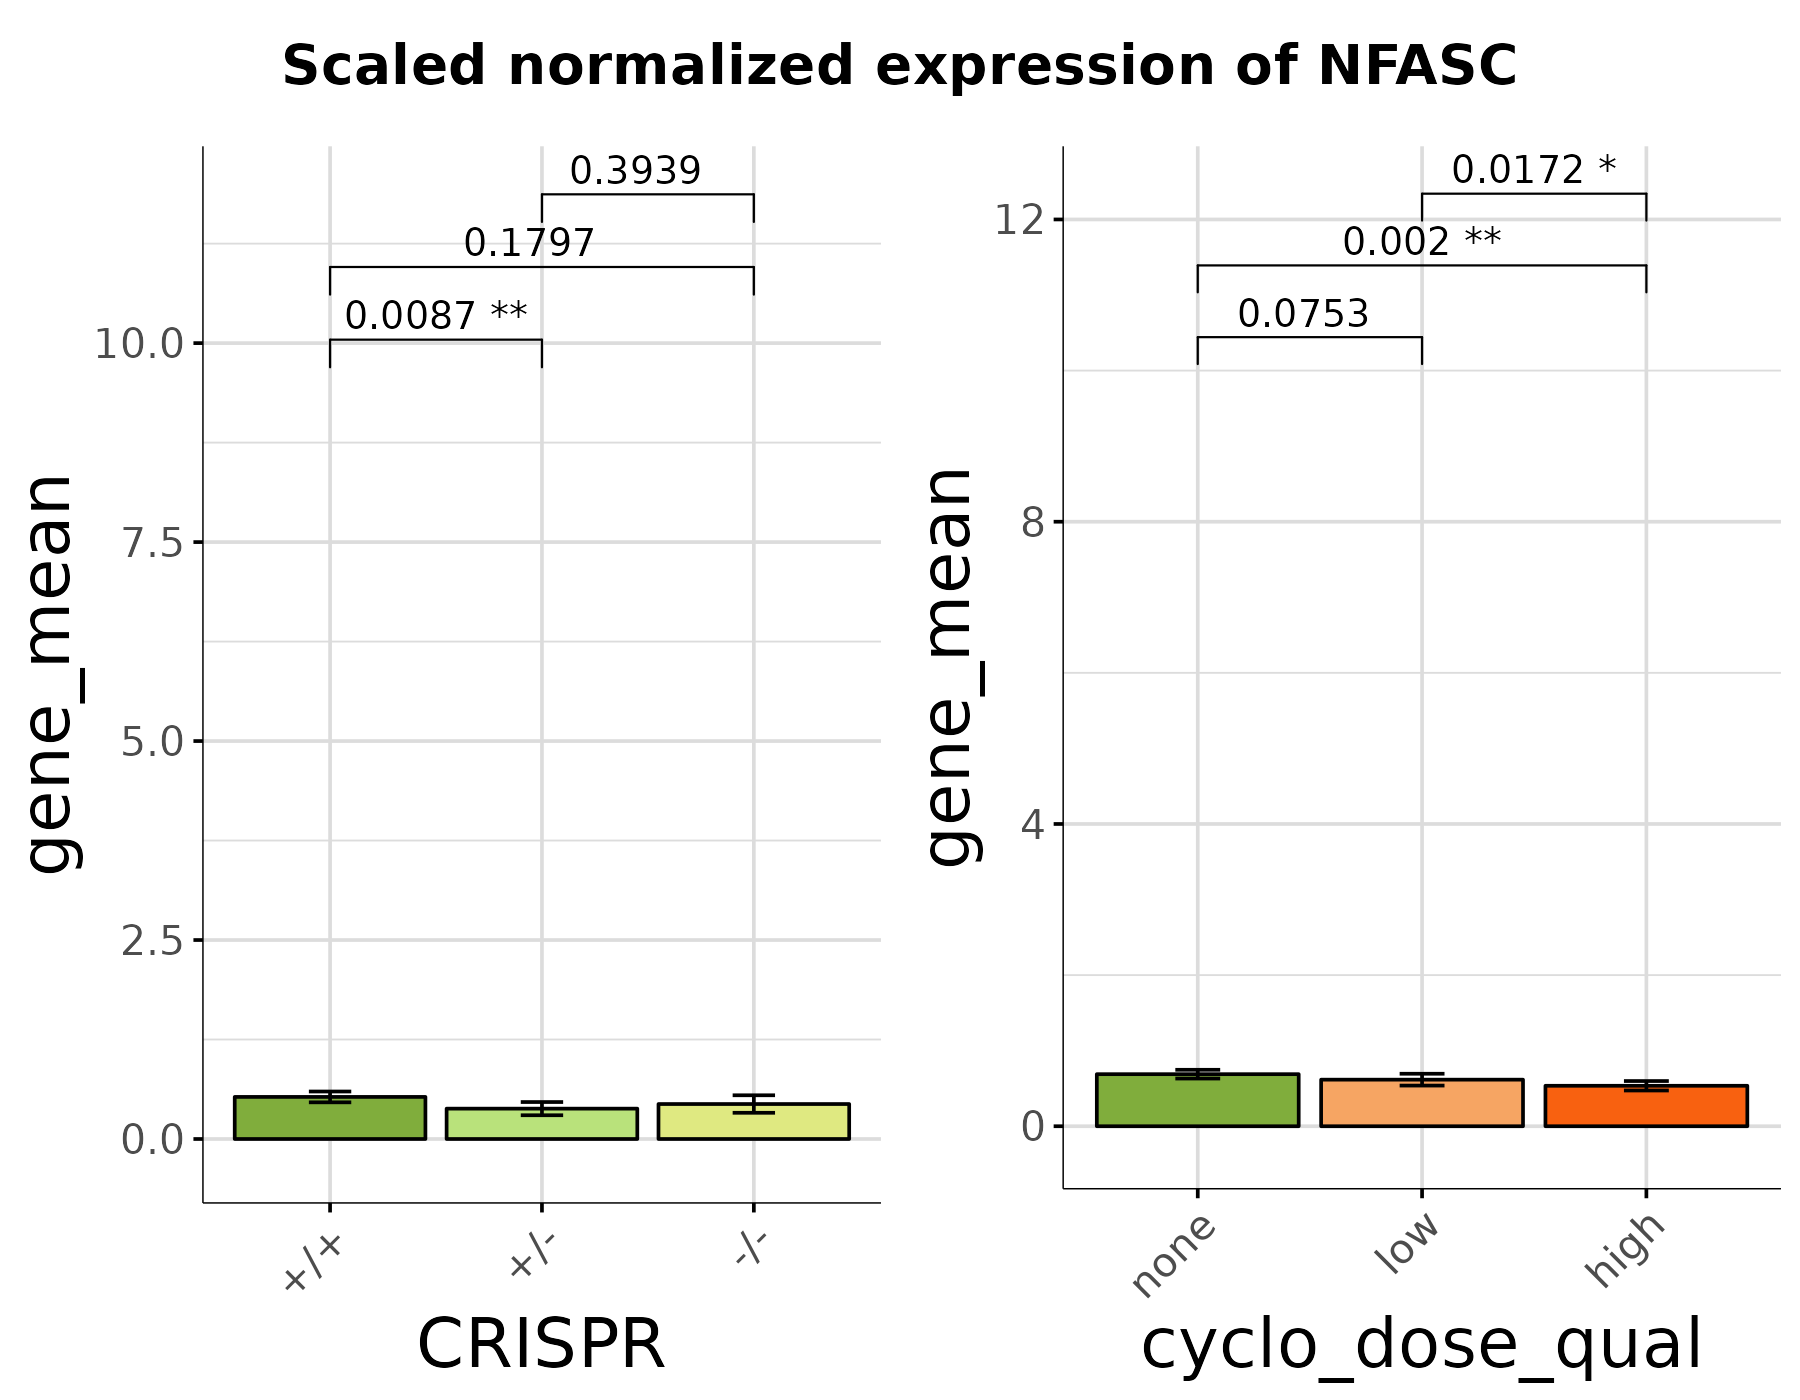 Scaled normalized expression of NFASC
0.3939
0.1797
0.0087 **
10.0
7.5
5.0
2.5
0.0
gene_mean
+/+
+/-
-/-
CRISPR
0.0172 *
0.002 **
0.0753
12
8
4
0
gene_mean
none
low
high
cyclo_dose_qual